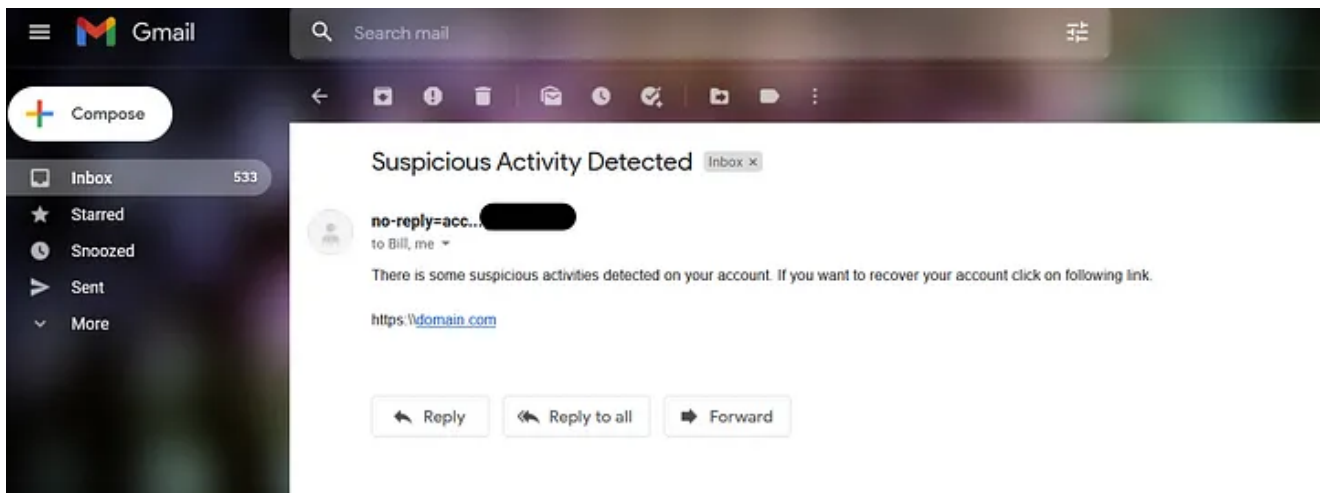 Gmail
Search mail
Compose
Suspicious Activity Detected Inbox ×
Inbox 533
Starred
Snoozed
Sent
More
no-reply=acc...
to Bill, me
There is some suspicious activities detected on your account. If you want to recover your account click on following link.
https:\\domain.com
Reply
Reply to all
Forward